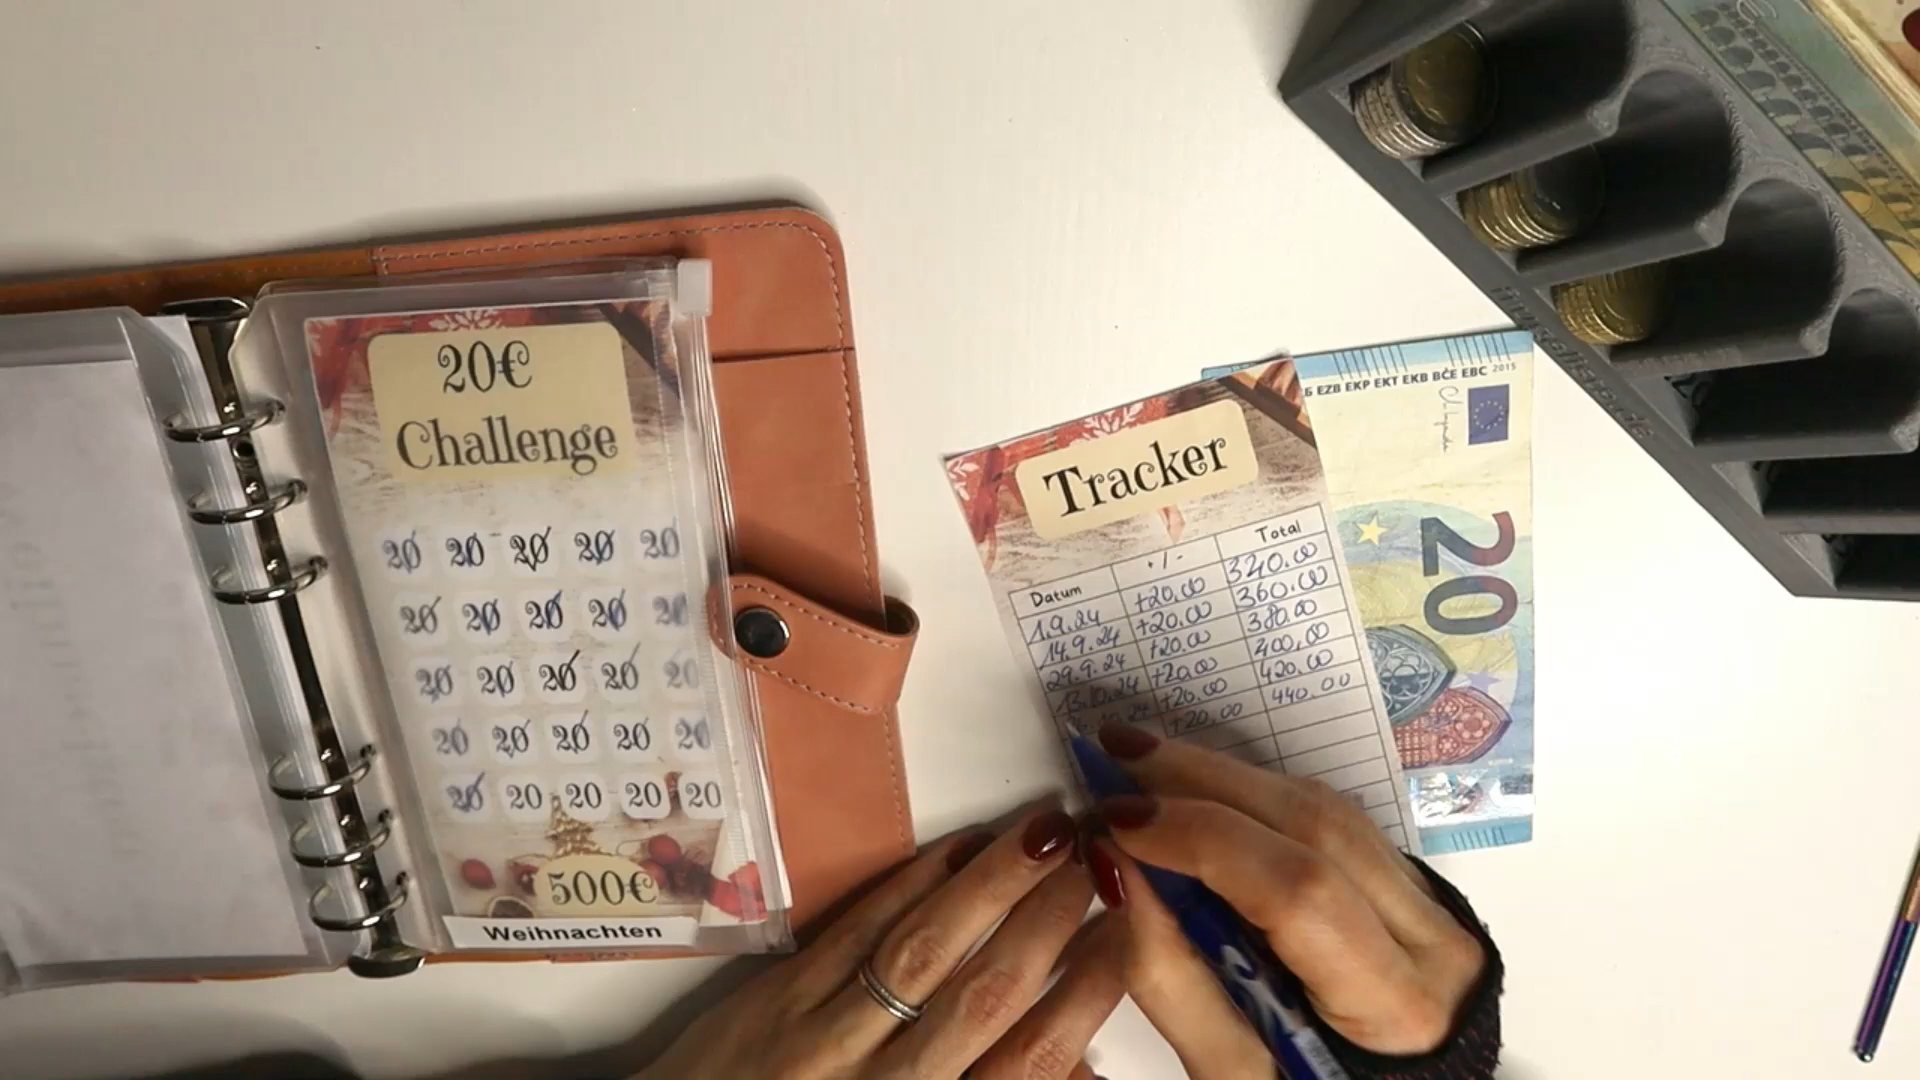 20€
Challenge
20 20 20 20 20
20 20 20 20 20
20 20 20 20 20
20 20 20 20 20
20 20 20 20 20
500€
Weihnachten
Tracker
Datum +/- Total
1.9.24 +20.00 340.00
14.9.24 +20.00 360.00
29.9.24 +20.00 380.00
13.10.24 +20.00 400,00
10.24 +20.00 420.00
+20,00 440.00
EZB EKP EKT EKB BČE EBC 2015
20